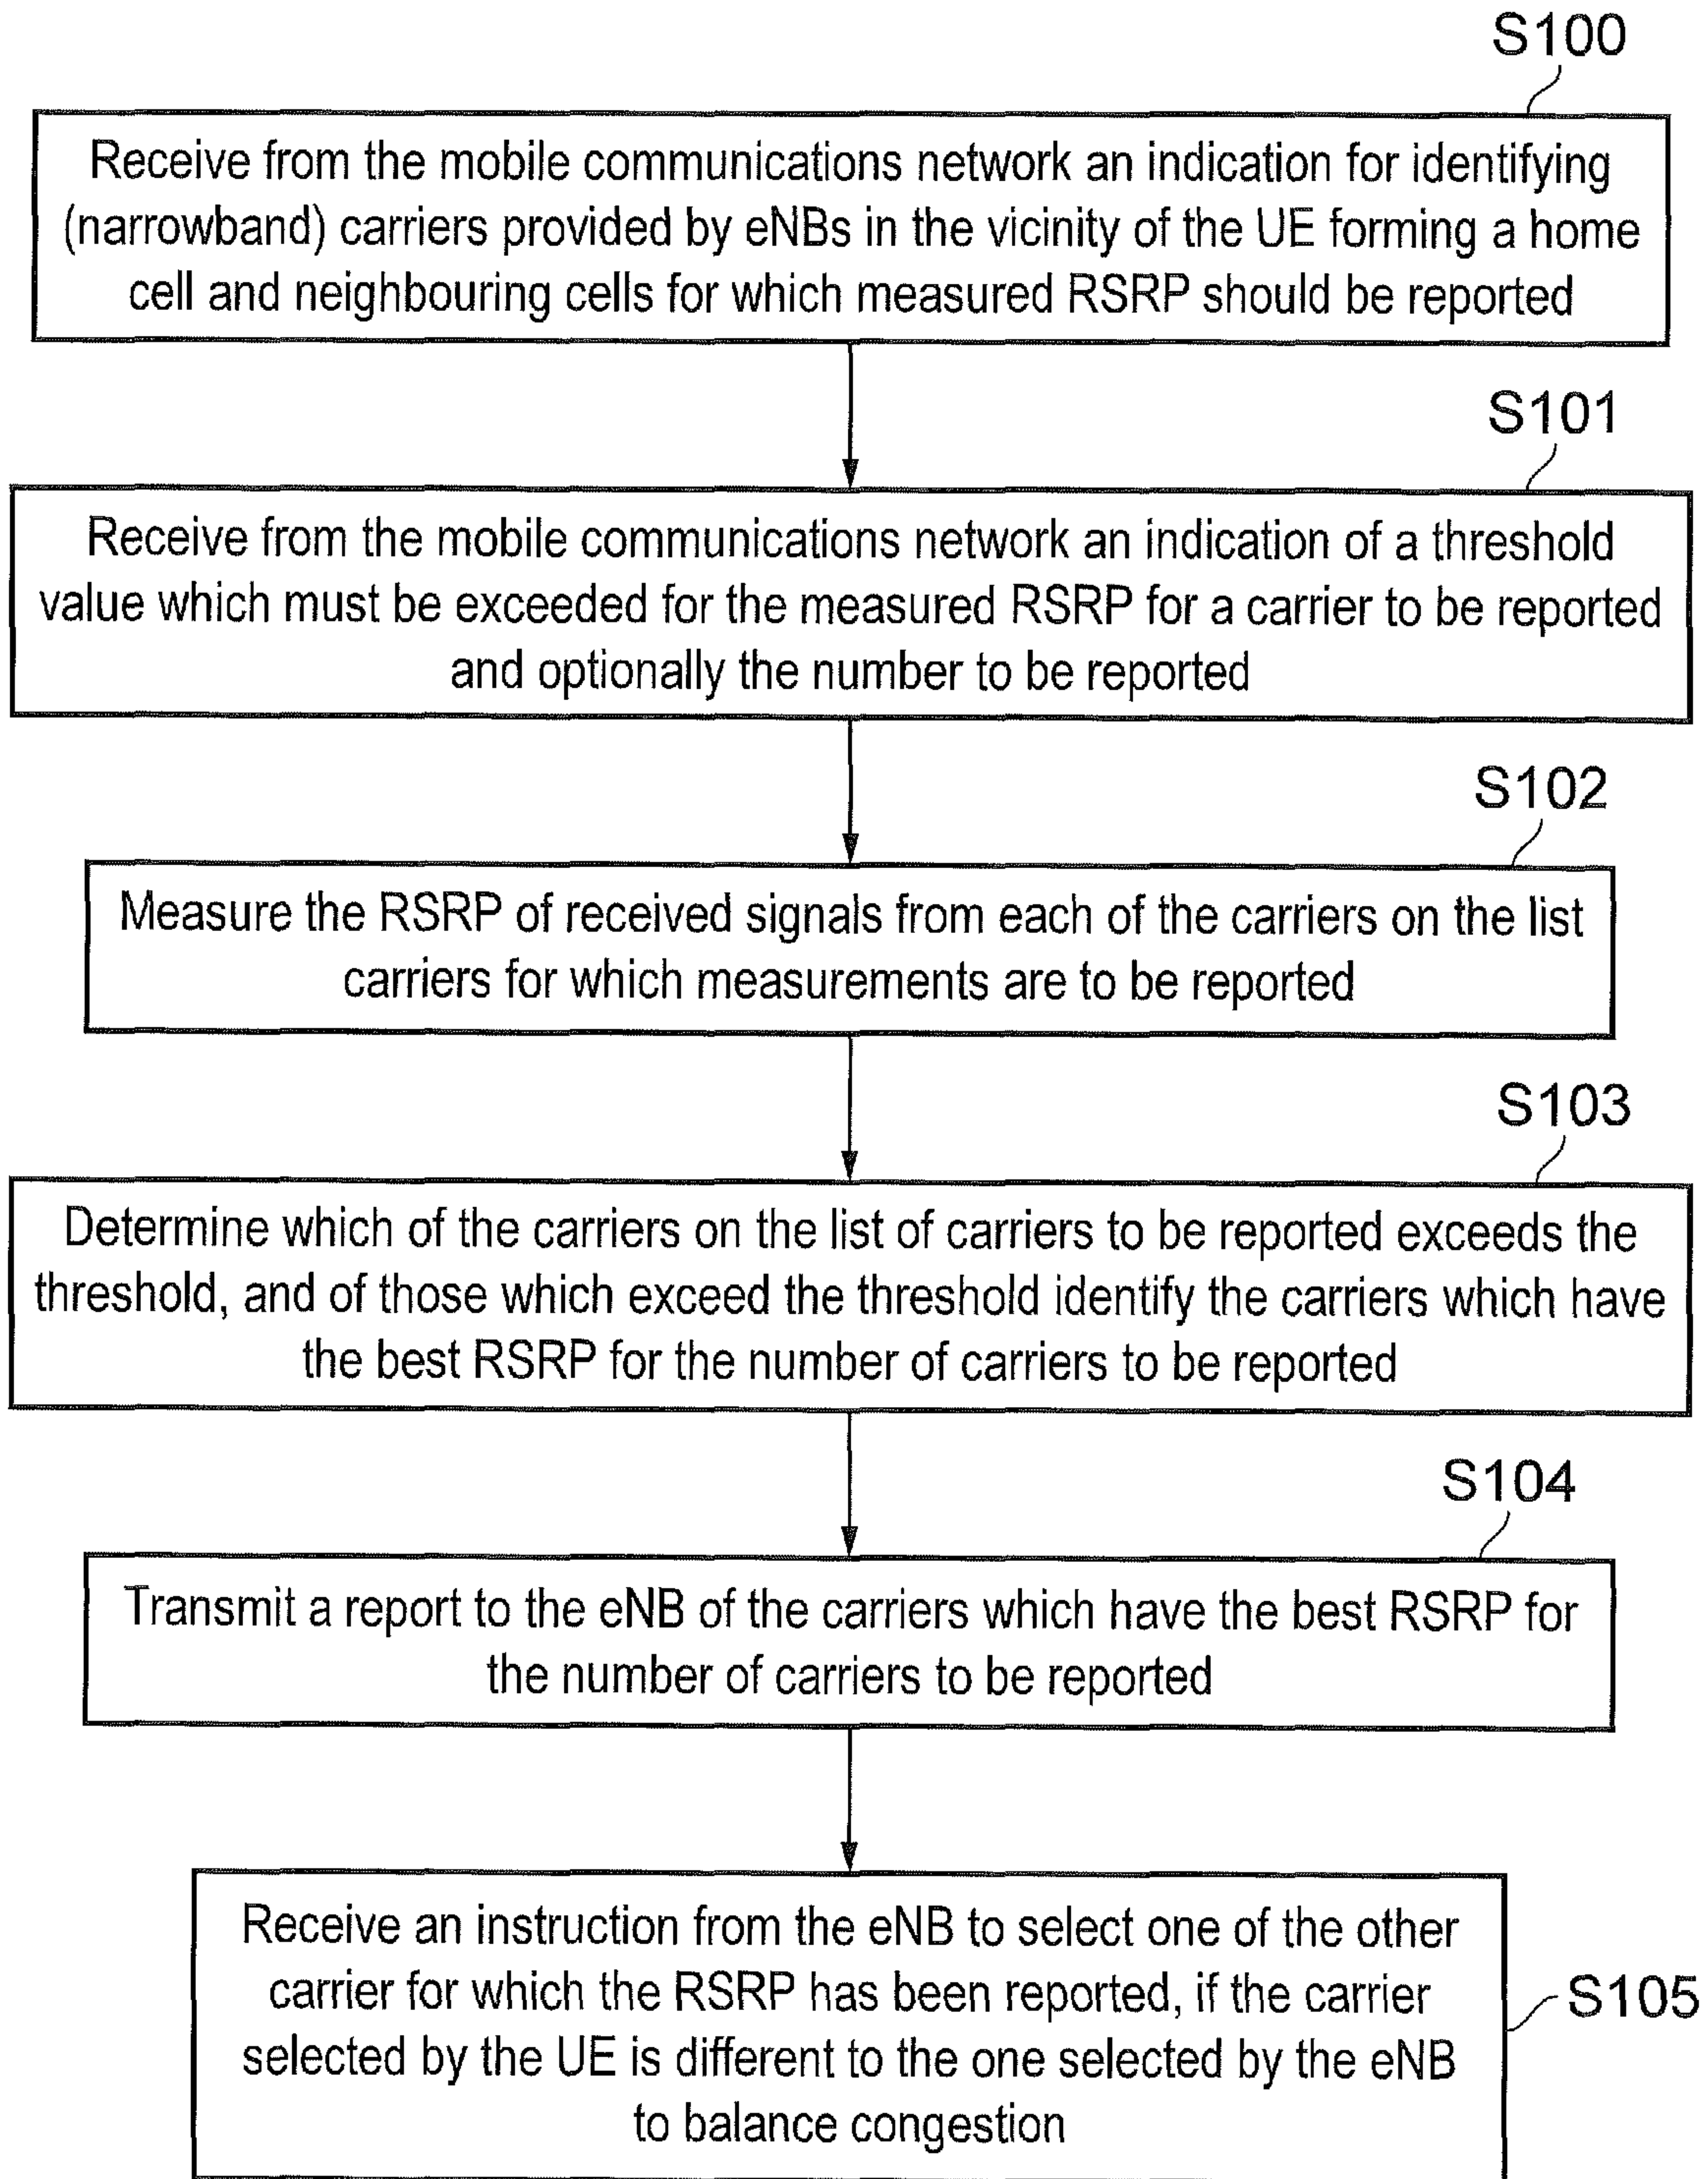 S100
Receive from the mobile communications network an indication for identifying
(narrowband) carriers provided by eNBs in the vicinity of the UE forming a home
cell and neighbouring cells for which measured RSRP should be reported
S101
Receive from the mobile communications network an indication of a threshold
value which must be exceeded for the measured RSRP for a carrier to be reported
and optionally the number to be reported
S102
Measure the RSRP of received signals from each of the carriers on the list
carriers for which measurements are to be reported
S103
Determine which of the carriers on the list of carriers to be reported exceeds the
threshold, and of those which exceed the threshold identify the carriers which have
the best RSRP for the number of carriers to be reported
S104
Transmit a report to the eNB of the carriers which have the best RSRP for
the number of carriers to be reported
Receive an instruction from the eNB to select one of the other
carrier for which the RSRP has been reported, if the carrier
selected by the UE is different to the one selected by the eNB
to balance congestion
S105